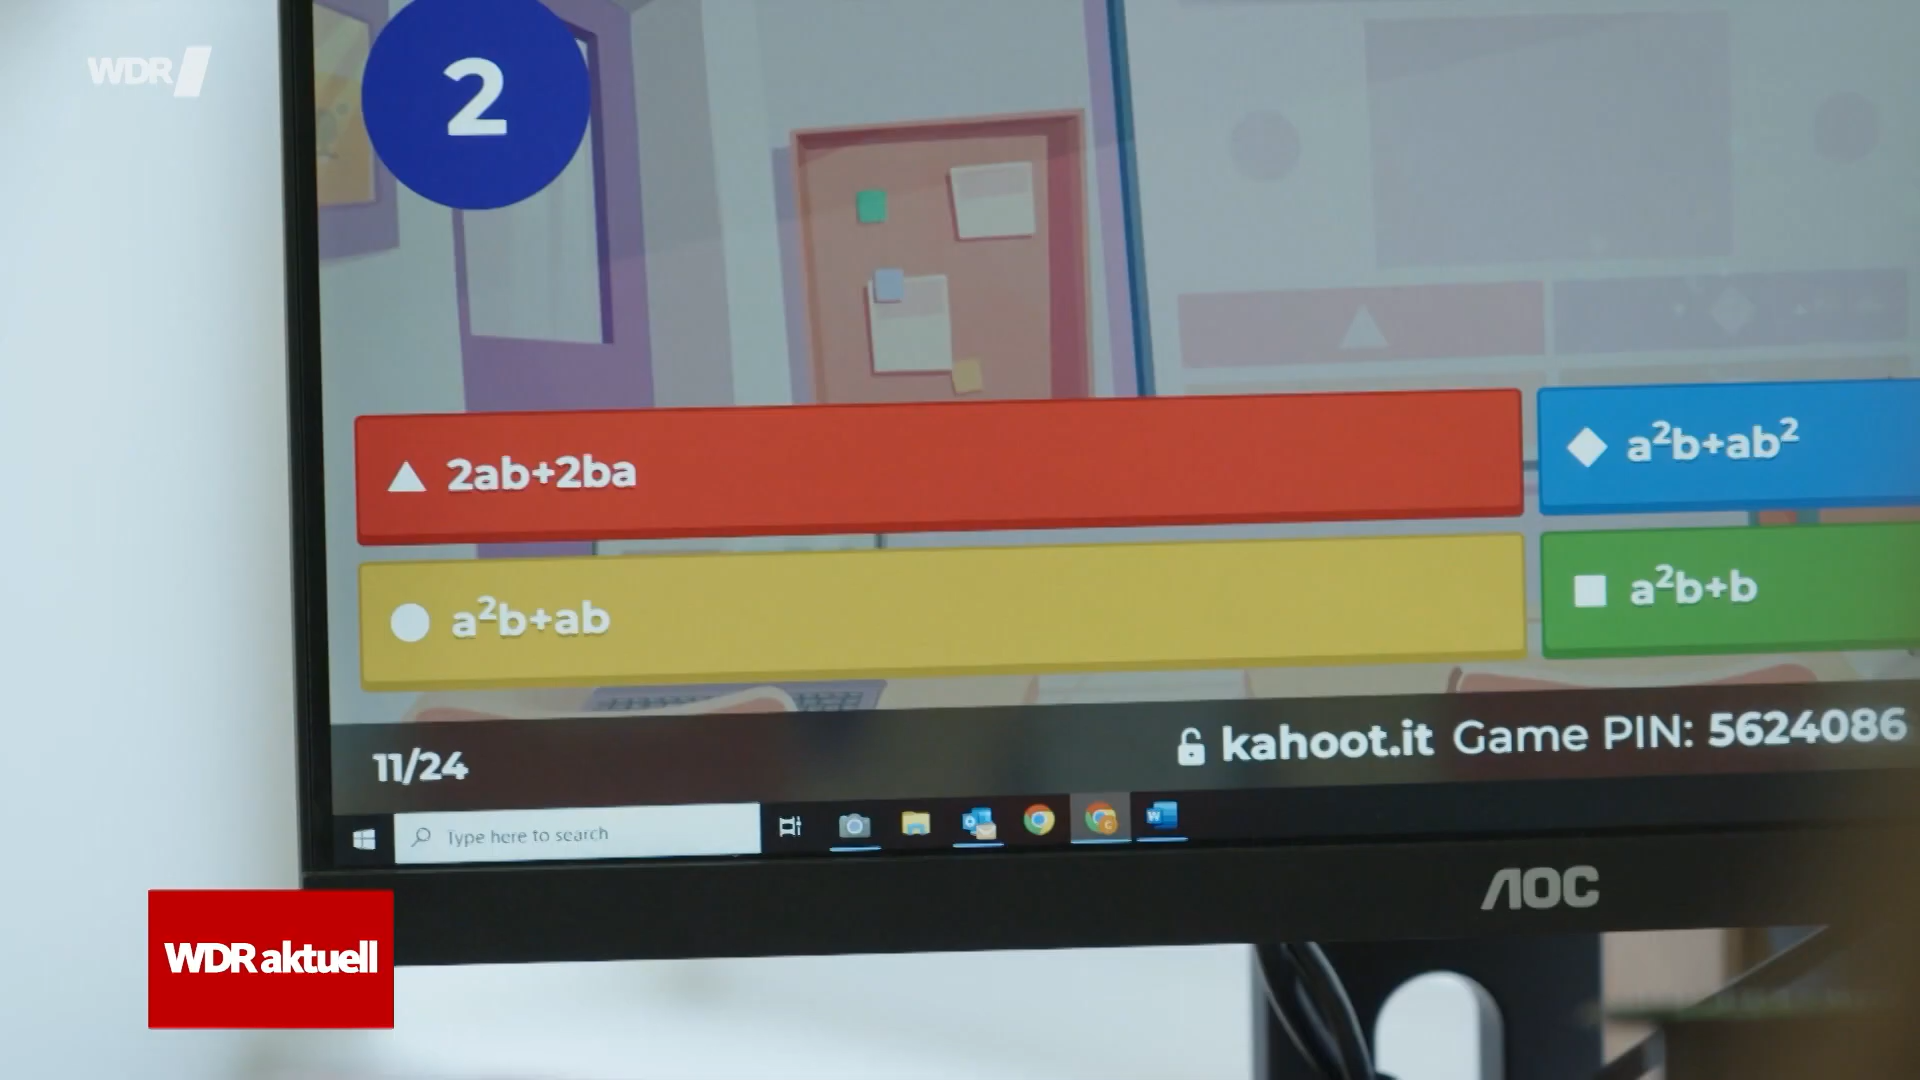 WDR
2
2ab+2ba
a²b+ab²
a²b+ab
a²b+b
11/24
kahoot.it Game PIN: 5624086
Type here to search
AOC
WDR aktuell